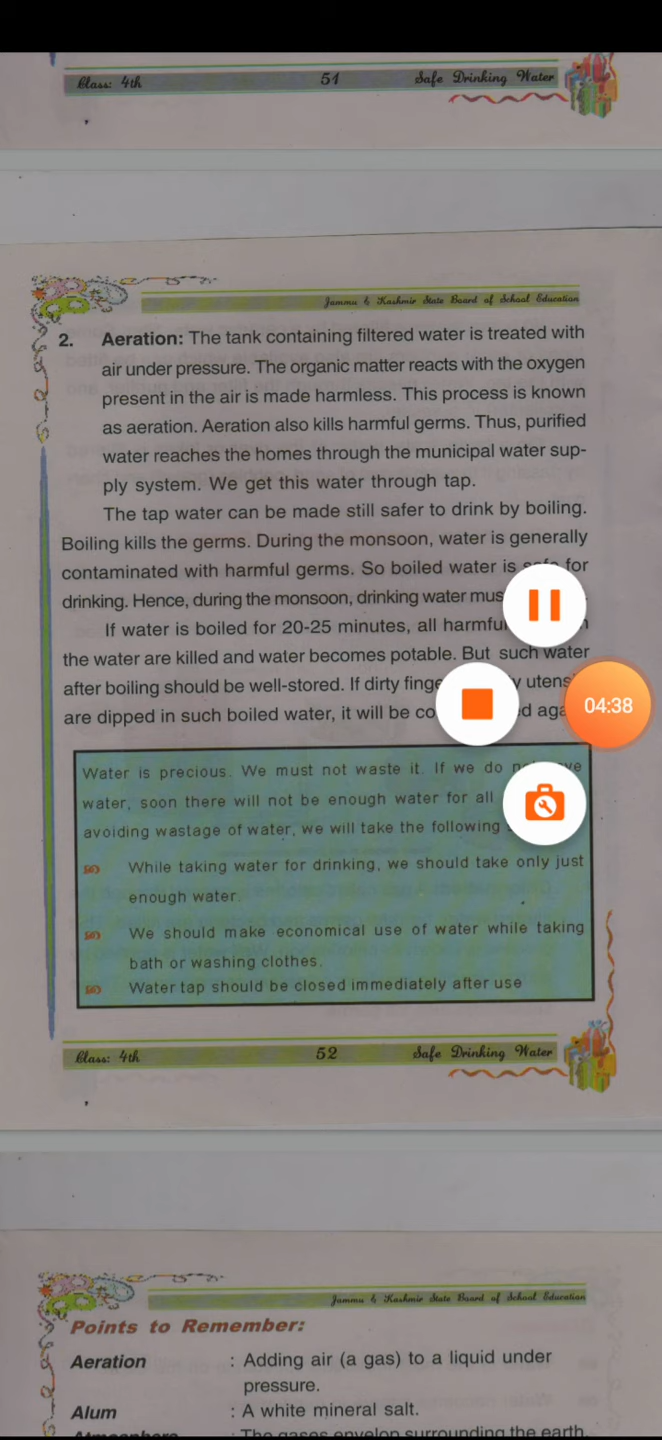 Class: 4th 51 Safe Drinking Water
Jammu & Kashmir State Board of School Education
2. Aeration: The tank containing filtered water is treated with
air under pressure. The organic matter reacts with the oxygen
present in the air is made harmless. This process is known
as aeration. Aeration also kills harmful germs. Thus, purified
water reaches the homes through the municipal water sup-
ply system. We get this water through tap.
The tap water can be made still safer to drink by boiling.
Boiling kills the germs. During the monsoon, water is generally
contaminated with harmful germs. So boiled water is safe for
drinking. Hence, during the monsoon, drinking water
If water is boiled for 20-25 minutes, all
the water are killed and water becomes potable. But such water
after boiling should be well-stored. If dirty
are dipped in such boiled water, it will be
04:38
Water is precious. We must not waste it. If we do
water, soon there will not be enough water for all
avoiding wastage of water, we will take the following
While taking water for drinking, we should take only just
enough water.
We should make economical use of water while taking
bath or washing clothes.
Water tap should be closed immediately after use
Class: 4th 52 Safe Drinking Water
Jammu & Kashmir State Board of School Education
Points to Remember:
Aeration : Adding air (a gas) to a liquid under
pressure.
Alum : A white mineral salt.
Atmosphere : The gases envelop surrounding the earth.